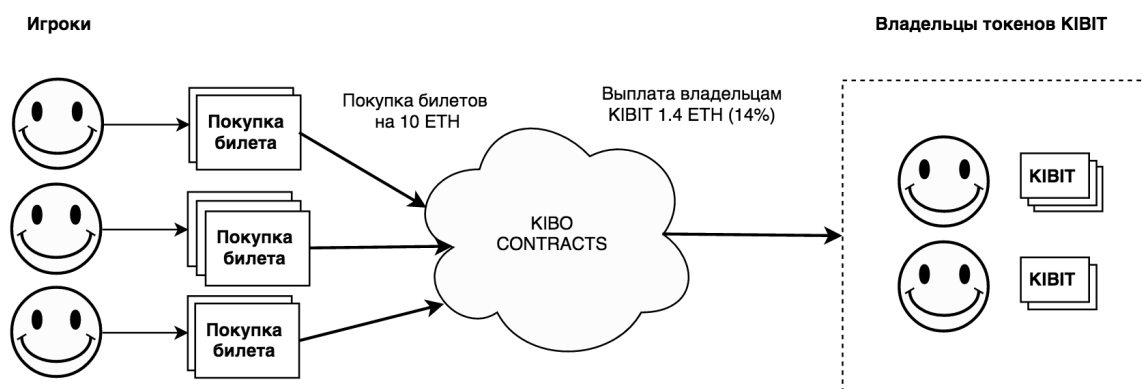 Игроки
Владельцы токенов KIBIT
Покупка
билета
Покупка билетов
на 10 ETH
Выплата владельцам
KIBIT 1.4 ETH (14%)
KIBIT
Покупка
билета
KIBO
CONTRACTS
KIBIT
Покупка
билета